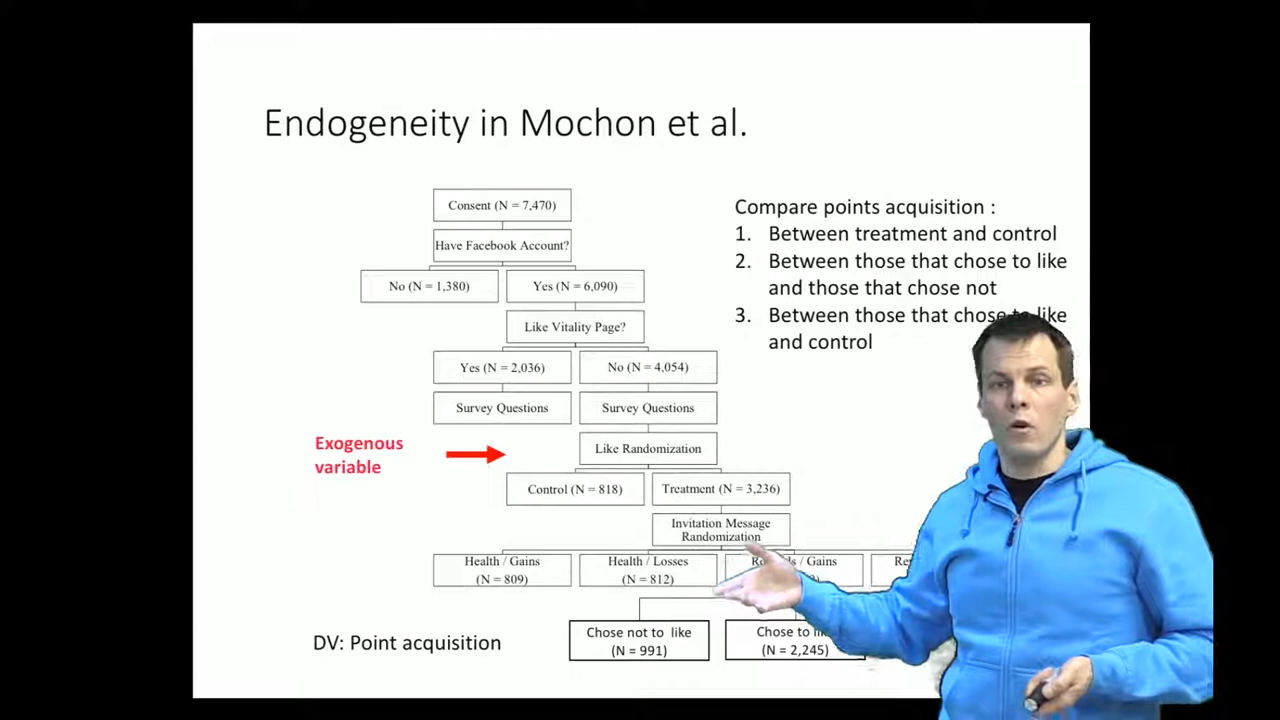 Endogeneity in Mochon et al.
Consent (N = 7,470)
Have Facebook Account?
No (N = 1,380)
Yes (N = 6,090)
Like Vitality Page?
Yes (N = 2,036)
No (N = 4,054)
Survey Questions
Survey Questions
Like Randomization
Control (N = 818)
Treatment (N = 3,236)
Invitation Message
Randomization
Health / Gains
(N = 809)
Health / Losses
(N = 812)
/ Gains
Chose not to like
(N = 991)
Chose to
(N = 2,245)
Exogenous
variable
DV: Point acquisition
Compare points acquisition :
1. Between treatment and control
2. Between those that chose to like
and those that chose not
3. Between those that chose to like
and control